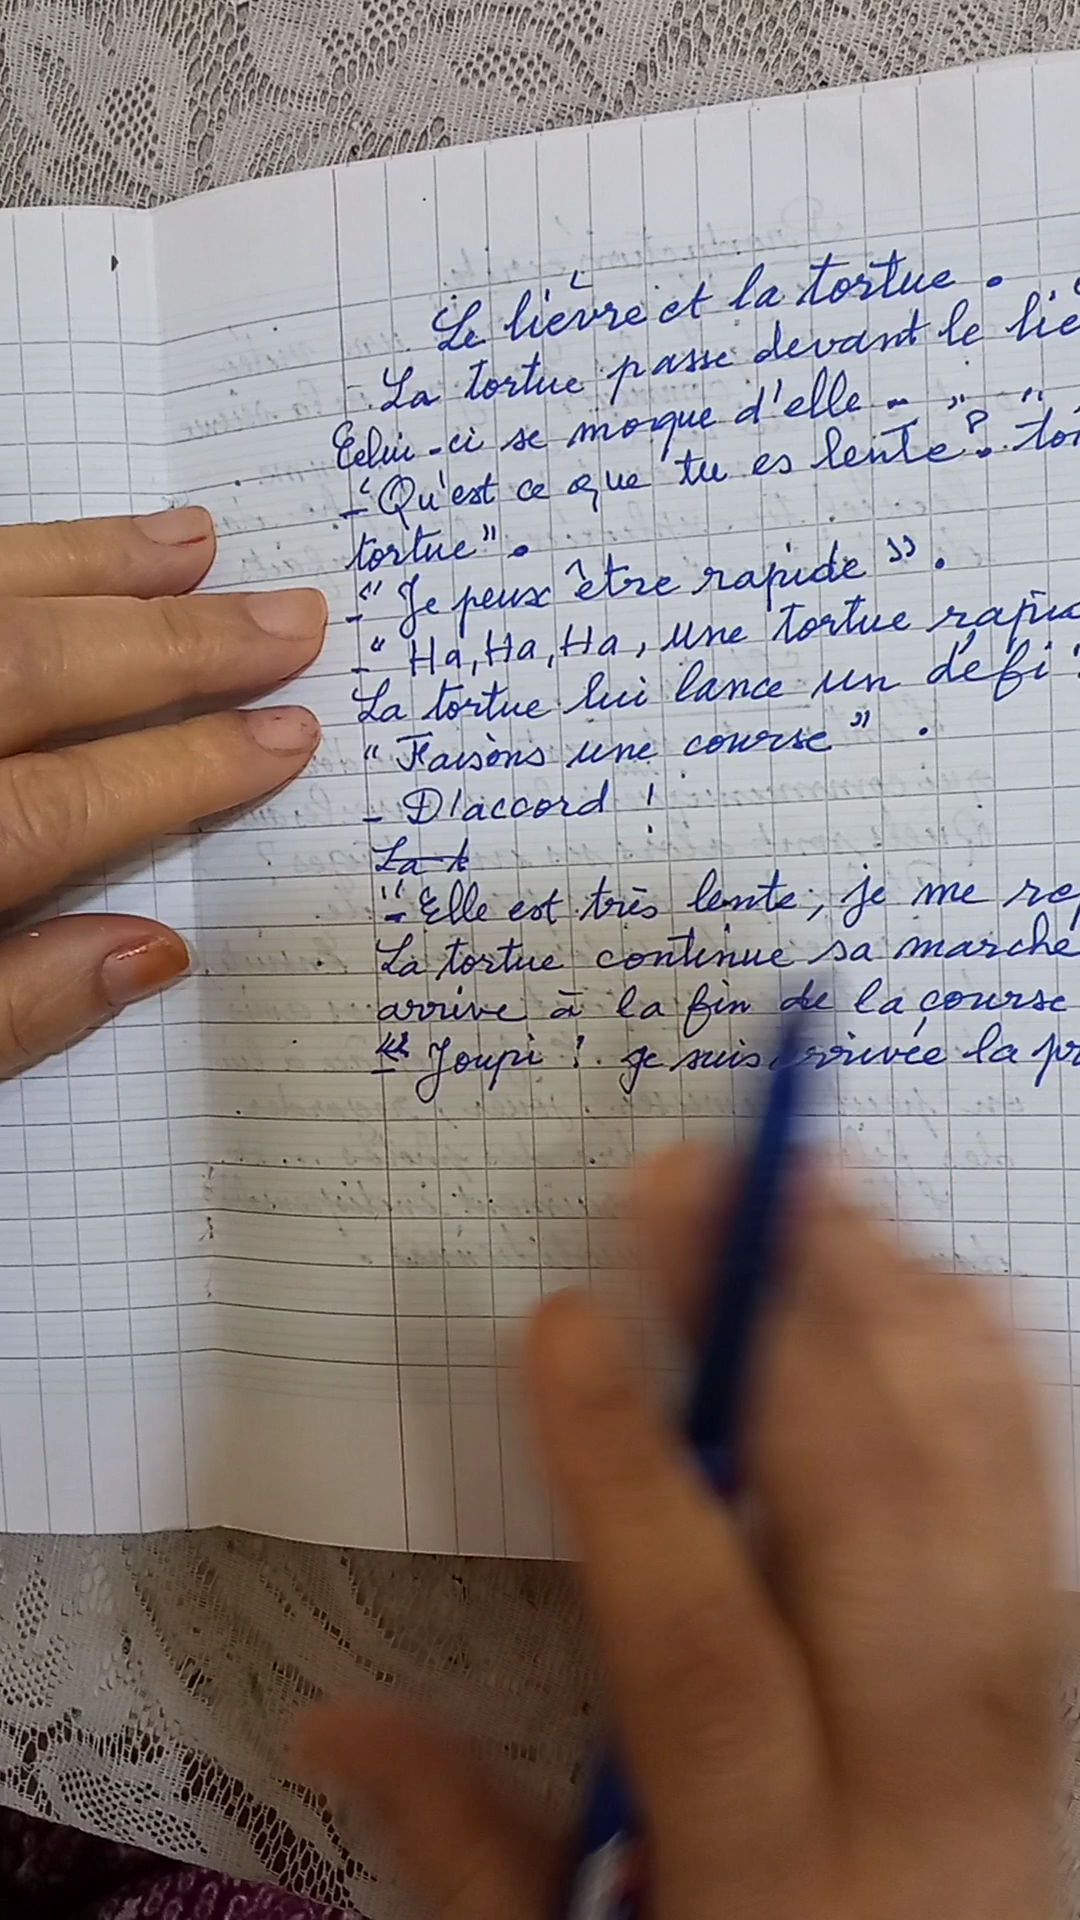 Le lièvre et la tortue.
La tortue passe devant le liè
Celui-ci se moque d'elle - " "
- "Qu'est ce que tu es lente?
tortue".
- "Je peux être rapide".
- "Ha, Ha, Ha, une tortue
La tortue lui lance un défi :
"Faisons une course".
- D'accord !
La t
"- Elle est très lente, je me
La tortue continue sa marche
arrive à la fin de la course
- "Youpi ! je suis arrivée la